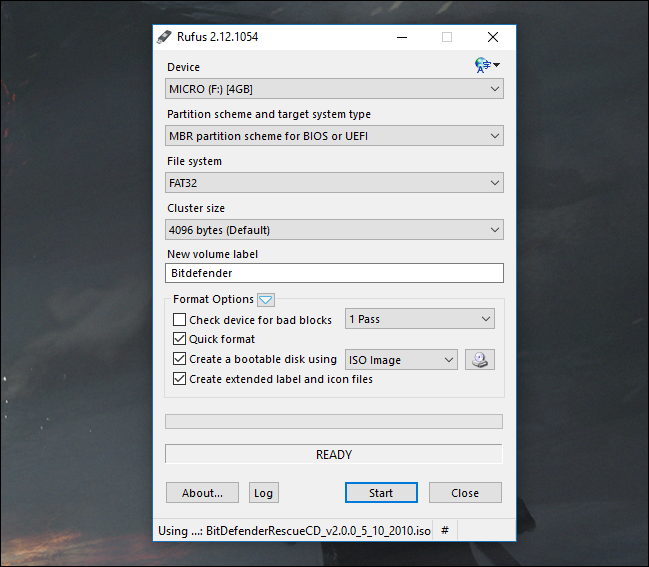 Rufus 2.12.1054
Device
MICRO (F:) [4GB]
Partition scheme and target system type
MBR partition scheme for BIOS or UEFI
File system
FAT32
Cluster size
4096 bytes (Default)
New volume label
Bitdefender
Format Options
Check device for bad blocks 1 Pass
Quick format
Create a bootable disk using ISO Image
Create extended label and icon files
READY
About... Log Start Close
Using ...: BitDefenderRescueCD_v2.0.0_5_10_2010.iso #